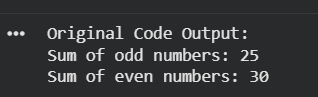 Original Code Output:
Sum of odd numbers: 25
Sum of even numbers: 30